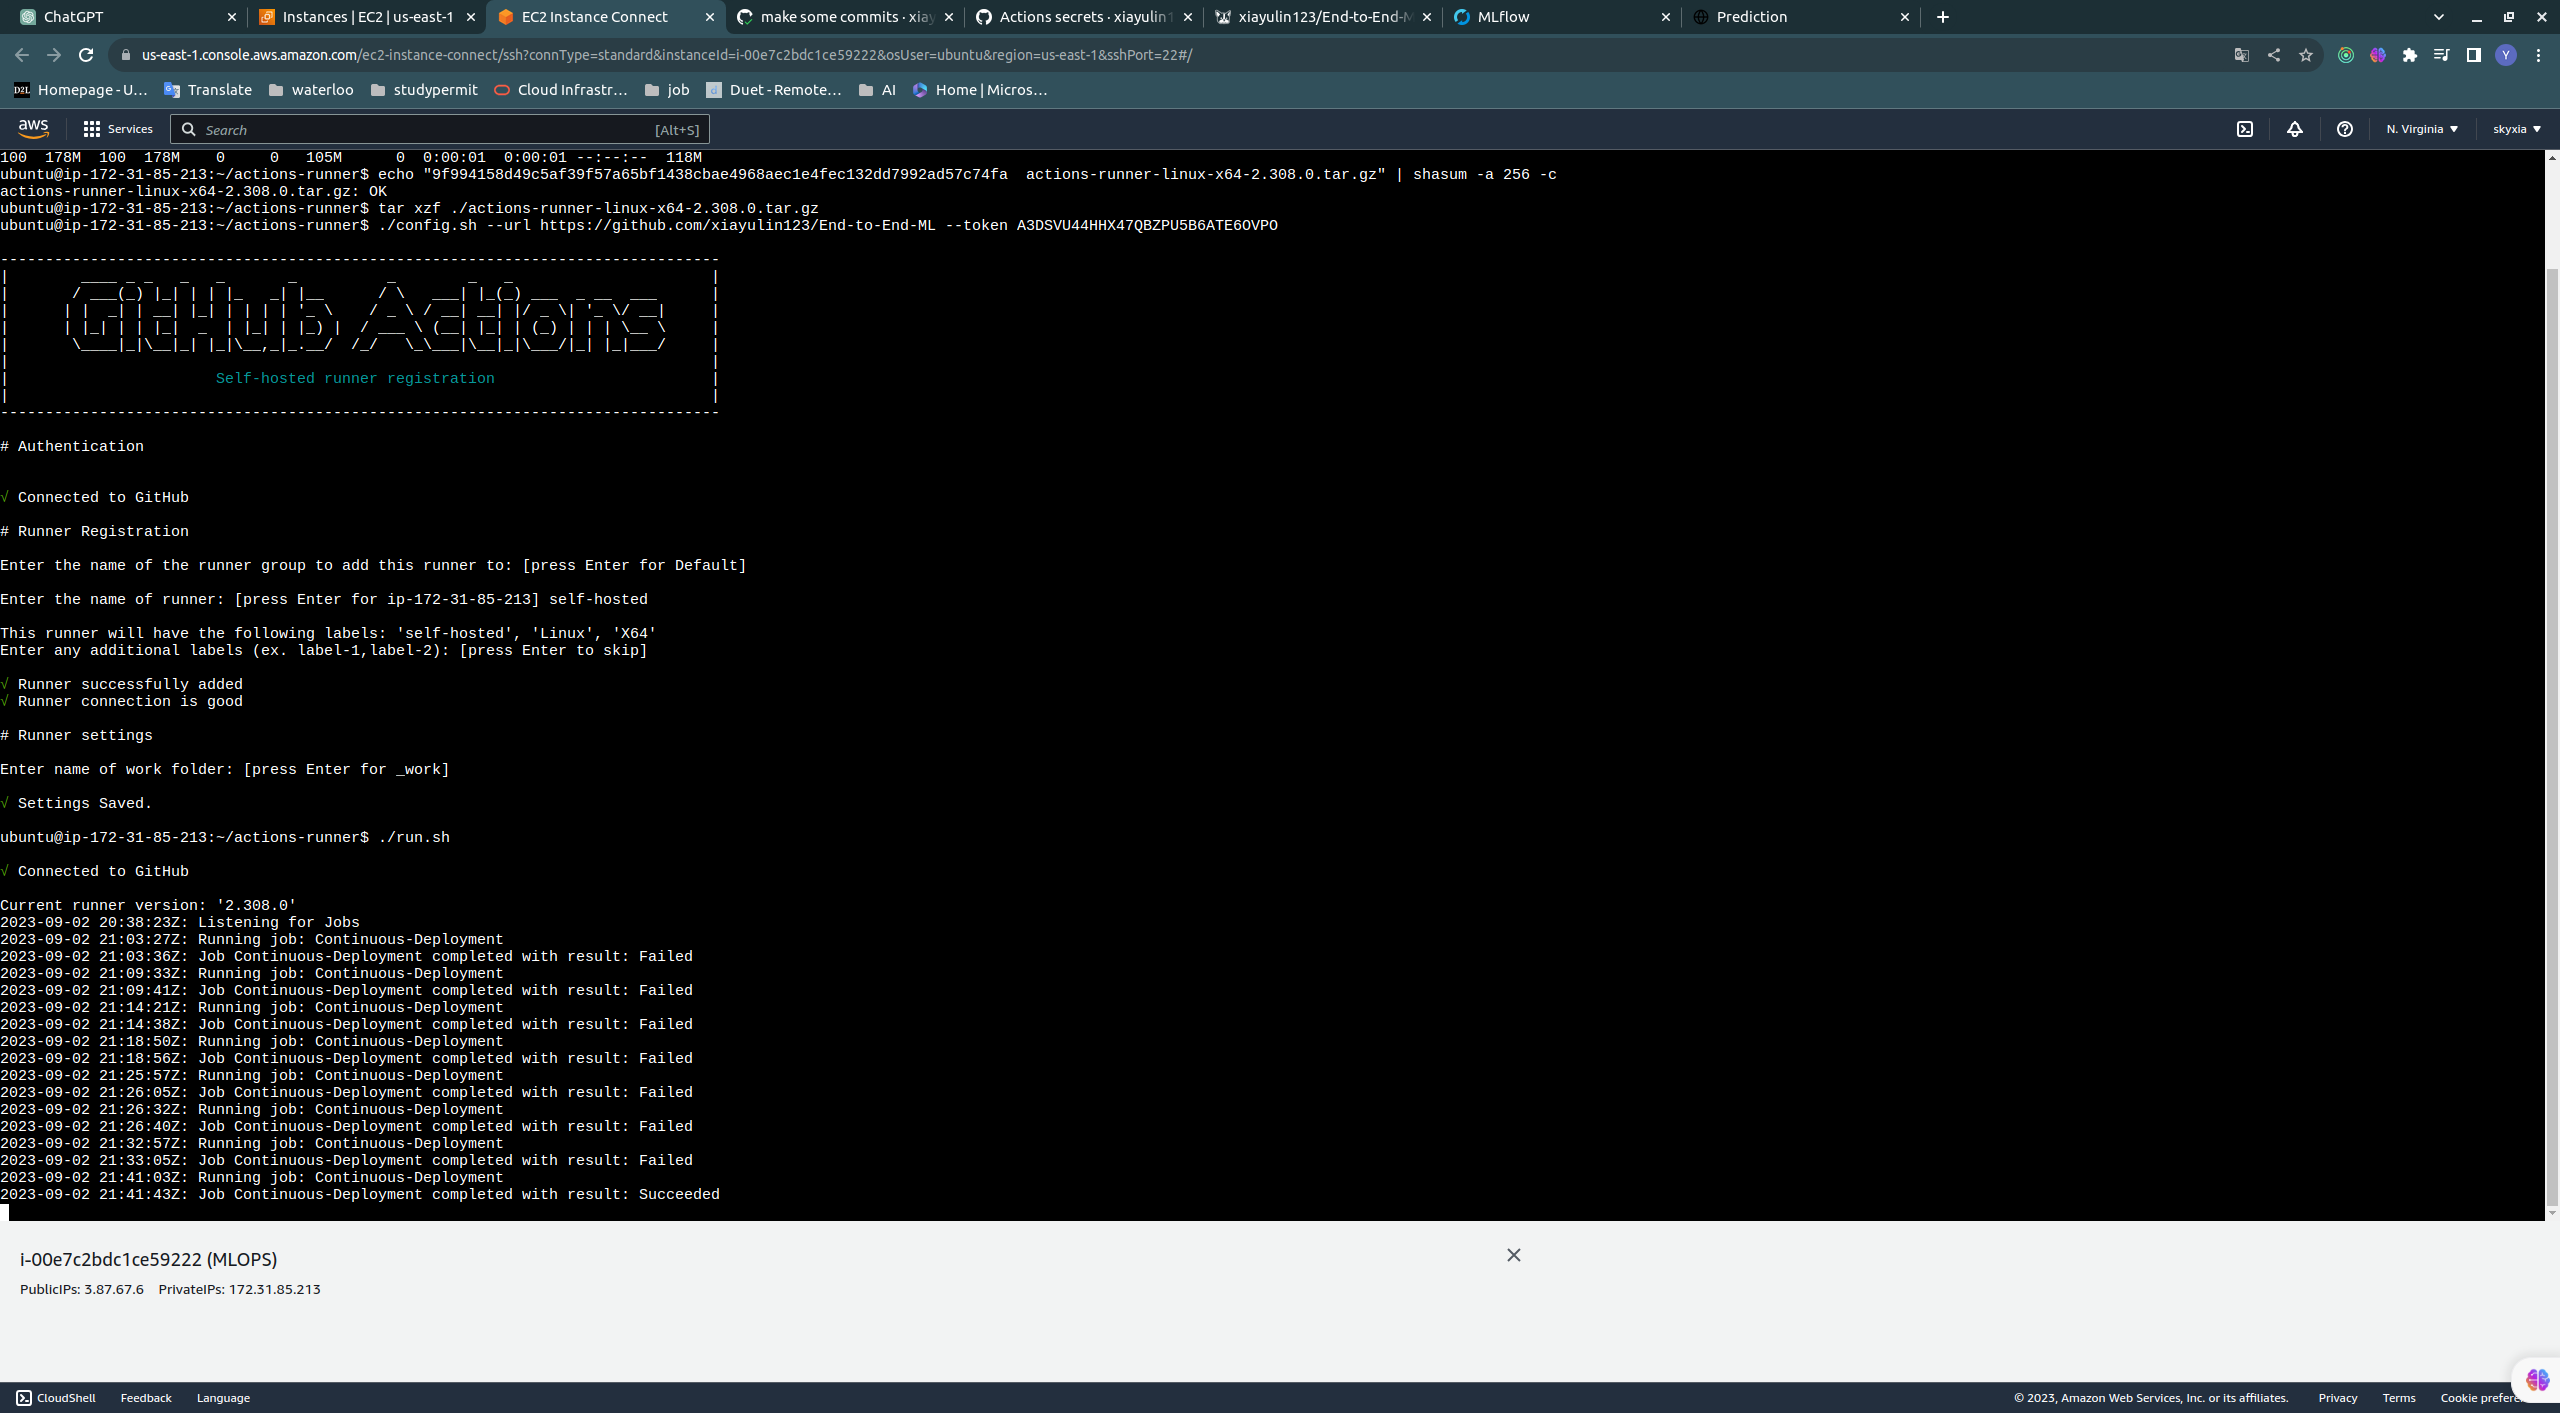 ChatGPT
Instances | EC2 | us-east-1
EC2 Instance Connect
make some commits · xiay
Actions secrets · xiayulin1
xiayulin123/End-to-End-M
MLflow
Prediction
us-east-1.console.aws.amazon.com/ec2-instance-connect/ssh?connType=standard&instanceId=i-00e7c2bdc1ce59222&osUser=ubuntu&region=us-east-1&sshPort=22#/
Y
D2L Homepage - U...
Translate
waterloo
studypermit
Cloud Infrastr...
job
Duet - Remote...
AI
Home | Micros...
aws
Services
Search
[Alt+S]
N. Virginia
skyxia
100  178M  100  178M    0     0   105M      0  0:00:01  0:00:01 --:--:--  118M
ubuntu@ip-172-31-85-213:~/actions-runner$ echo "9f994158d49c5af39f57a65bf1438cbae4968aec1e4fec132dd7992ad57c74fa  actions-runner-linux-x64-2.308.0.tar.gz" | shasum -a 256 -c
actions-runner-linux-x64-2.308.0.tar.gz: OK
ubuntu@ip-172-31-85-213:~/actions-runner$ tar xzf ./actions-runner-linux-x64-2.308.0.tar.gz
ubuntu@ip-172-31-85-213:~/actions-runner$ ./config.sh --url https://github.com/xiayulin123/End-to-End-ML --token A3DSVU44HHX47QBZPU5B6ATE6OVPO
GitHub Actions
Self-hosted runner registration
# Authentication
√ Connected to GitHub
# Runner Registration
Enter the name of the runner group to add this runner to: [press Enter for Default]
Enter the name of runner: [press Enter for ip-172-31-85-213] self-hosted
This runner will have the following labels: 'self-hosted', 'Linux', 'X64'
Enter any additional labels (ex. label-1,label-2): [press Enter to skip]
√ Runner successfully added
√ Runner connection is good
# Runner settings
Enter name of work folder: [press Enter for _work]
√ Settings Saved.
ubuntu@ip-172-31-85-213:~/actions-runner$ ./run.sh
√ Connected to GitHub
Current runner version: '2.308.0'
2023-09-02 20:38:23Z: Listening for Jobs
2023-09-02 21:03:27Z: Running job: Continuous-Deployment
2023-09-02 21:03:36Z: Job Continuous-Deployment completed with result: Failed
2023-09-02 21:09:33Z: Running job: Continuous-Deployment
2023-09-02 21:09:41Z: Job Continuous-Deployment completed with result: Failed
2023-09-02 21:14:21Z: Running job: Continuous-Deployment
2023-09-02 21:14:38Z: Job Continuous-Deployment completed with result: Failed
2023-09-02 21:18:50Z: Running job: Continuous-Deployment
2023-09-02 21:18:56Z: Job Continuous-Deployment completed with result: Failed
2023-09-02 21:25:57Z: Running job: Continuous-Deployment
2023-09-02 21:26:05Z: Job Continuous-Deployment completed with result: Failed
2023-09-02 21:26:32Z: Running job: Continuous-Deployment
2023-09-02 21:26:40Z: Job Continuous-Deployment completed with result: Failed
2023-09-02 21:32:57Z: Running job: Continuous-Deployment
2023-09-02 21:33:05Z: Job Continuous-Deployment completed with result: Failed
2023-09-02 21:41:03Z: Running job: Continuous-Deployment
2023-09-02 21:41:43Z: Job Continuous-Deployment completed with result: Succeeded
i-00e7c2bdc1ce59222 (MLOPS)
PublicIPs: 3.87.67.6    PrivateIPs: 172.31.85.213
CloudShell
Feedback
Language
© 2023, Amazon Web Services, Inc. or its affiliates.
Privacy
Terms
Cookie prefere